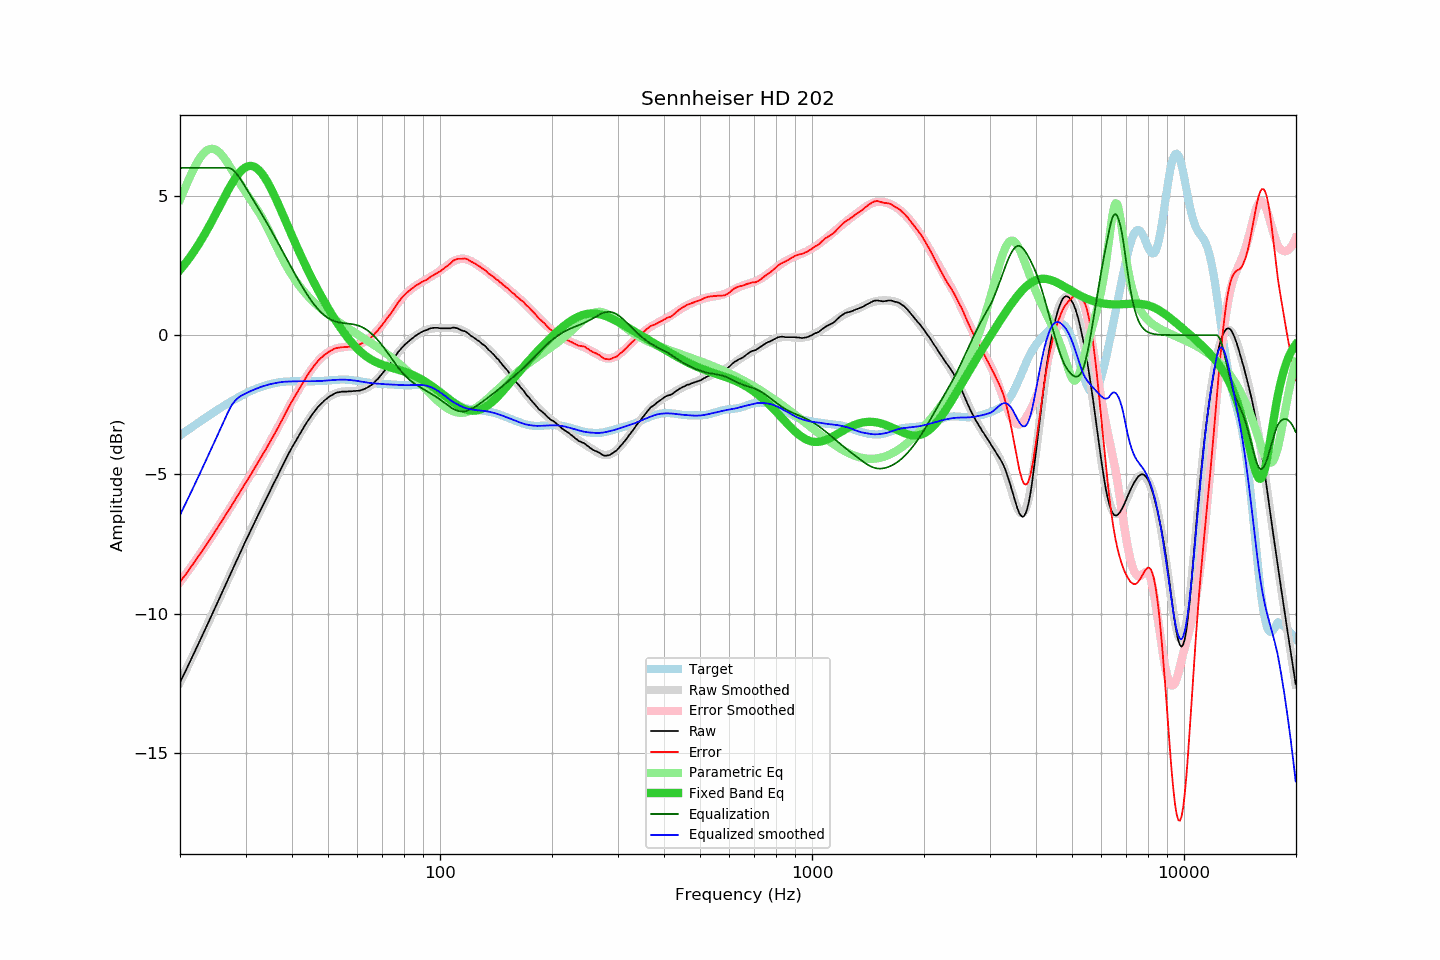 Sennheiser HD 202
Amplitude (dBr)
5
0
−5
−10
−15
100
1000
10000
Frequency (Hz)
Target
Raw Smoothed
Error Smoothed
Raw
Error
Parametric Eq
Fixed Band Eq
Equalization
Equalized smoothed